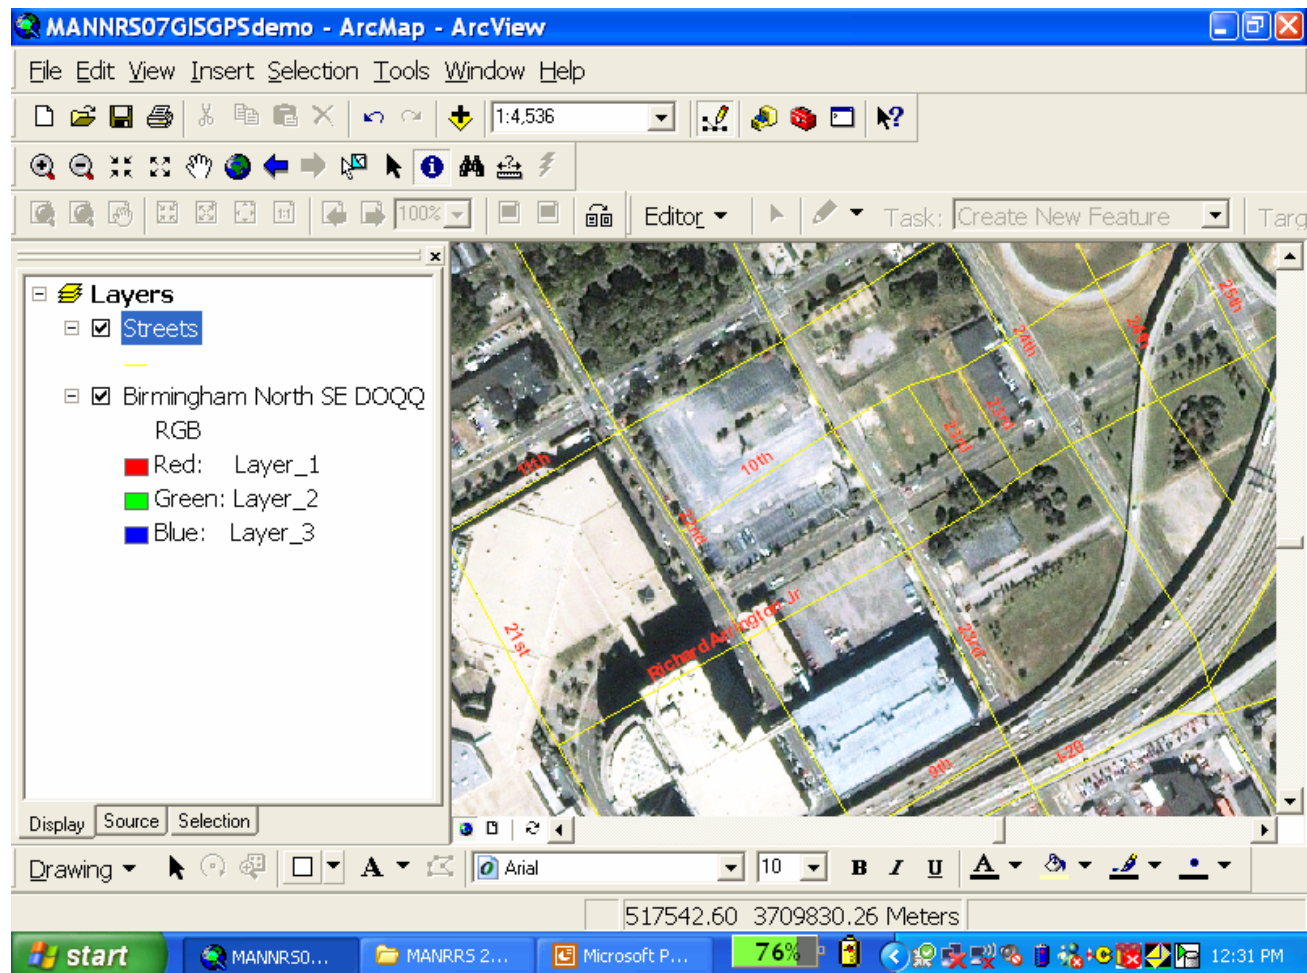 MANNRS07GISGPSdemo - ArcMap - ArcView
File Edit View Insert Selection Tools Window Help
1:4,536
100% Editor Task: Create New Feature Targ
Layers
Streets
Birmingham North SE DOQQ
RGB
Red: Layer_1
Green: Layer_2
Blue: Layer_3
25th
24th
24th
23rd
23rd
11th
10th
22nd
Richard Arrington Jr
21st
23rd
9th
I-20
Display Source Selection
Drawing A Arial 10 B I U A
517542.60 3709830.26 Meters
start MANNRS0... MANRRS 2... Microsoft P... 76% 12:31 PM